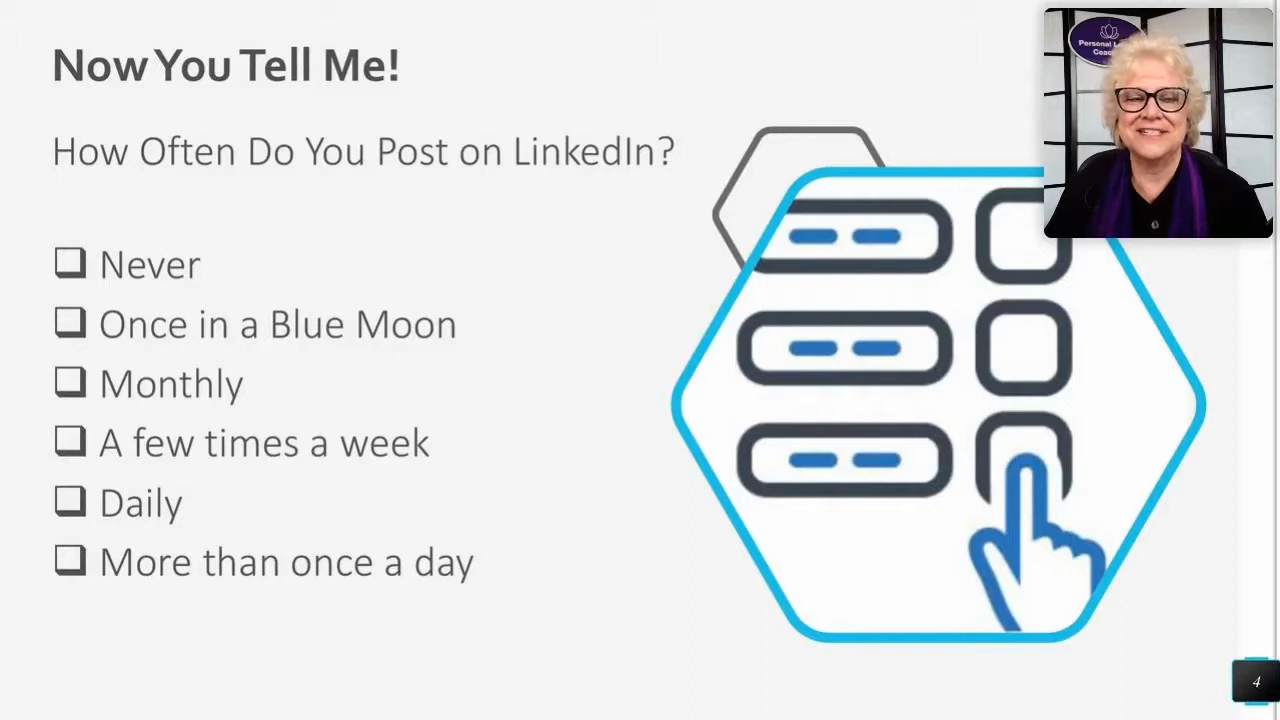 Now You Tell Me!
How Often Do You Post on LinkedIn?
Never
Once in a Blue Moon
Monthly
A few times a week
Daily
More than once a day
Personal
4